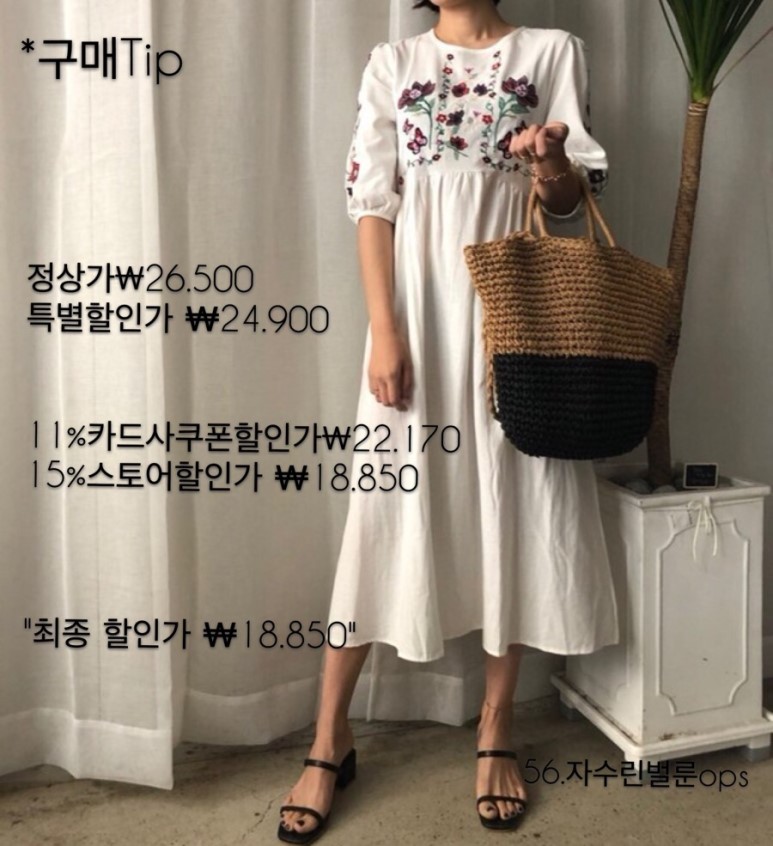 *구매Tip
정상가₩26.500
특별할인가 ₩24.900
11%카드사쿠폰할인가₩22.170
15%스토어할인가 ₩18.850
"최종 할인가 ₩18.850"
56.자수린별룬ops